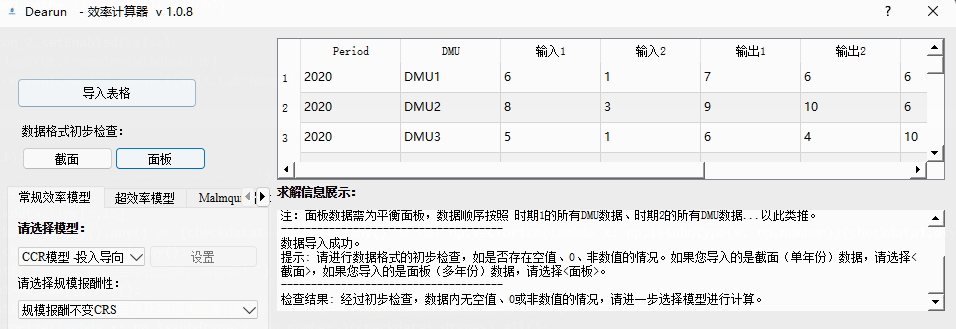 Dearun - 效率计算器 v 1.0.8
导入表格
数据格式初步检查：
截面 面板
常规效率模型 超效率模型 Malmqu
请选择模型：
CCR模型 -投入导向 设置
请选择规模报酬性：
规模报酬不变CRS
Period DMU 输入1 输入2 输出1 输出2
1 2020 DMU1 6 1 7 6 6
2 2020 DMU2 8 3 9 10 6
3 2020 DMU3 5 1 6 4 10
求解信息展示：
注：面板数据需为平衡面板，数据顺序按照 时期1的所有DMU数据、时期2的所有DMU数据...以此类推。
------------------------------------
数据导入成功。
提示：请进行数据格式的初步检查，如是否存在空值、0、非数值的情况。如果您导入的是截面（单年份）数据，请选择<
截面>，如果您导入的是面板（多年份）数据，请选择<面板>。
------------------------------------
检查结果：经过初步检查，数据内无空值、0或非数值的情况，请进一步选择模型进行计算。